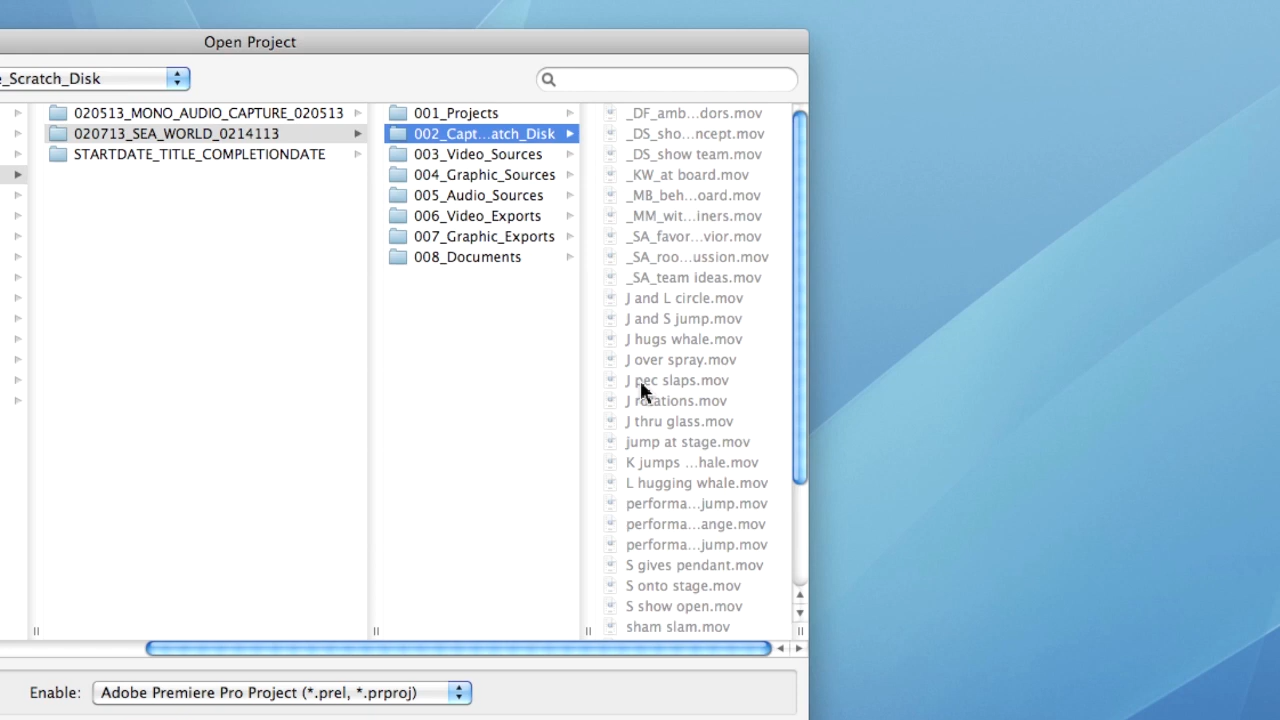 Open Project
e_Scratch_Disk
020513_MONO_AUDIO_CAPTURE_020513
020713_SEA_WORLD_0214113
STARTDATE_TITLE_COMPLETIONDATE
001_Projects
002_Capt...atch_Disk
003_Video_Sources
004_Graphic_Sources
005_Audio_Sources
006_Video_Exports
007_Graphic_Exports
008_Documents
_DF_amb...dors.mov
_DS_sho...ncept.mov
_DS_show team.mov
_KW_at board.mov
_MB_beh...oard.mov
_MM_wit...iners.mov
_SA_favor...vior.mov
_SA_roo...ussion.mov
_SA_team ideas.mov
J and L circle.mov
J and S jump.mov
J hugs whale.mov
J over spray.mov
J pec slaps.mov
J rotations.mov
J thru glass.mov
jump at stage.mov
K jumps ...hale.mov
L hugging whale.mov
performa...jump.mov
performa...ange.mov
performa...jump.mov
S gives pendant.mov
S onto stage.mov
S show open.mov
sham slam.mov
Enable: Adobe Premiere Pro Project (*.prel, *.prproj)